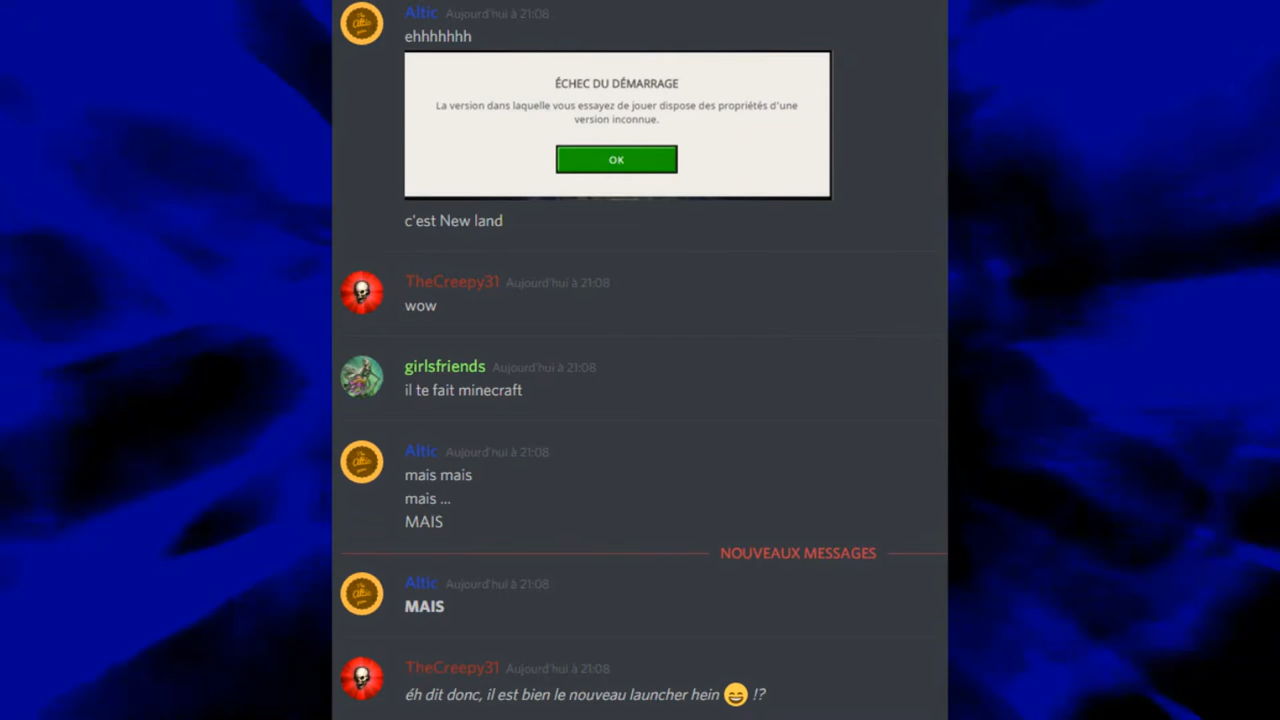 Altic Aujourd'hui à 21:08
ehhhhhhh
ÉCHEC DU DÉMARRAGE
La version dans laquelle vous essayez de jouer dispose des propriétés d'une
version inconnue.
OK
c'est New land
TheCreepy31 Aujourd'hui à 21:08
wow
girlsfriends Aujourd'hui à 21:08
il te fait minecraft
Altic Aujourd'hui à 21:08
mais mais
mais ...
MAIS
NOUVEAUX MESSAGES
Altic Aujourd'hui à 21:08
MAIS
TheCreepy31 Aujourd'hui à 21:08
éh dit donc, il est bien le nouveau launcher hein 😄 !?